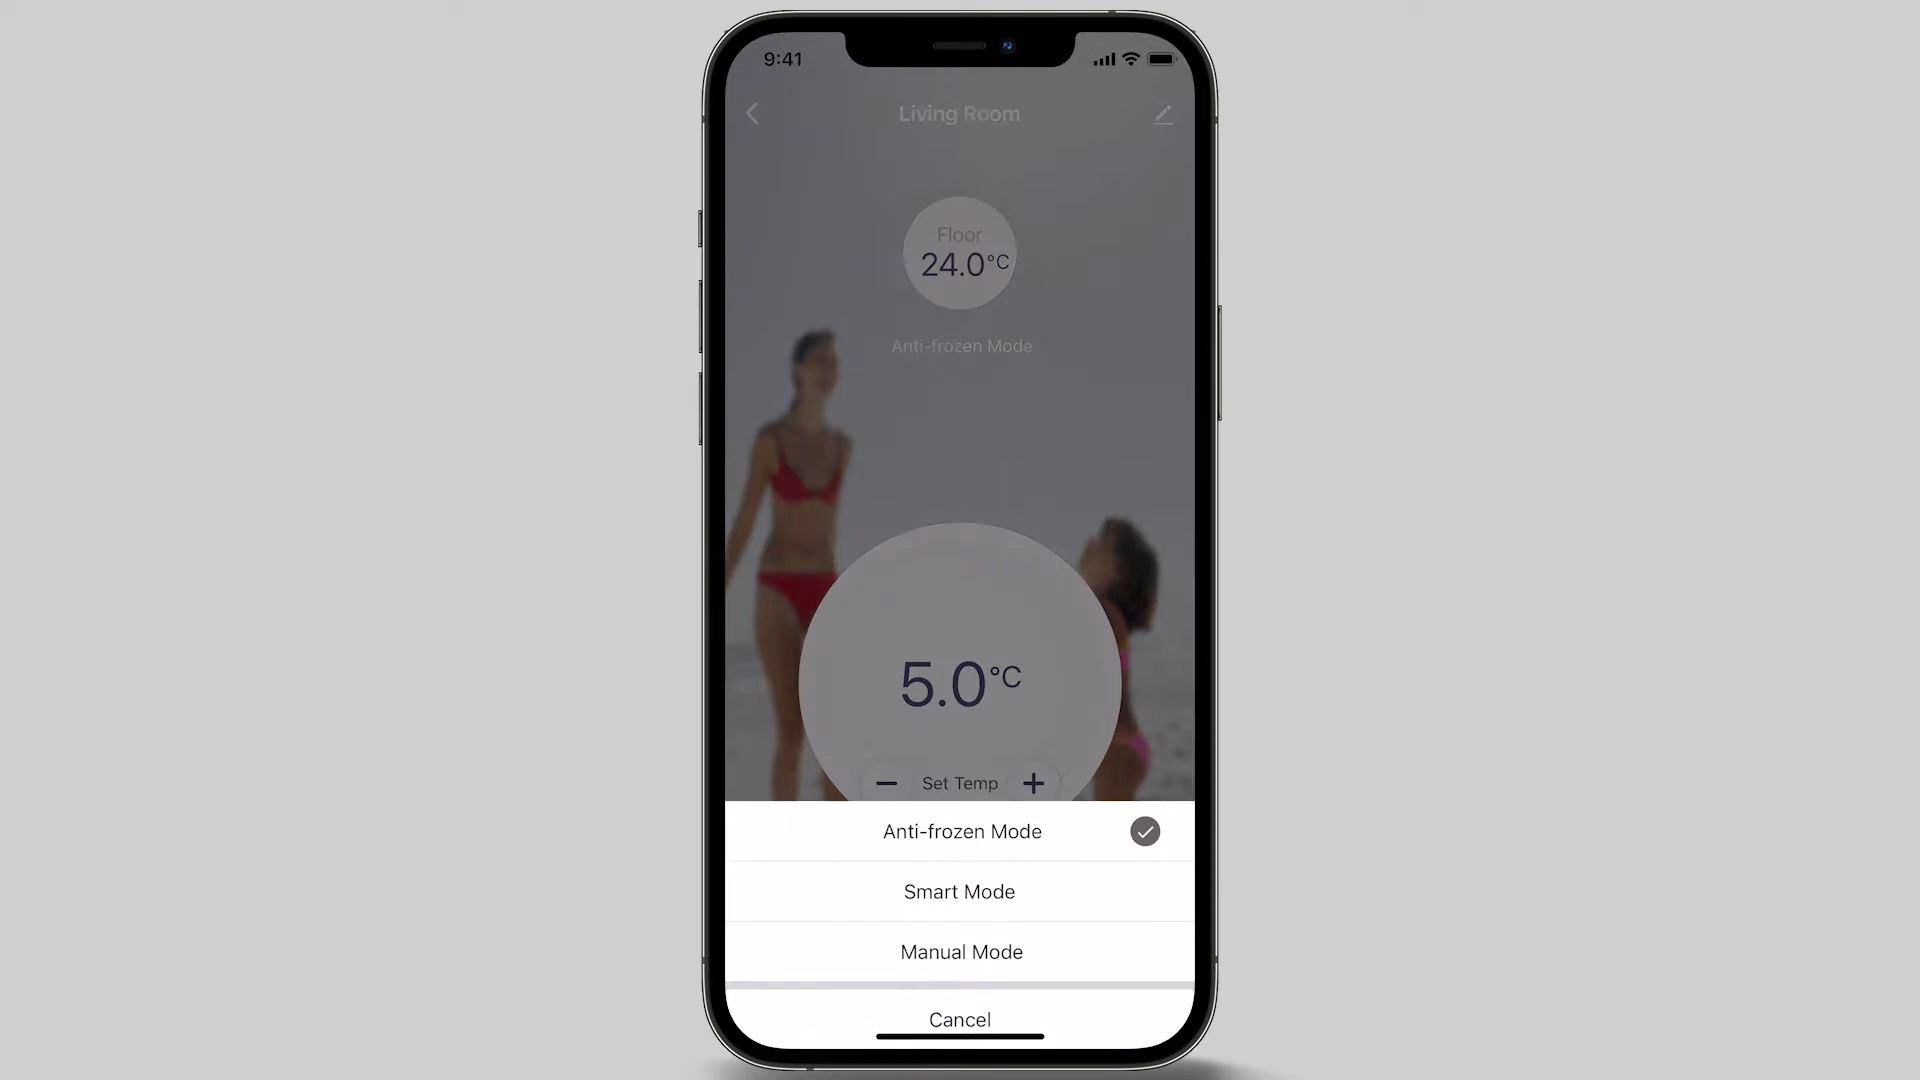 9:41
Living Room
Floor
24.0°C
Anti-frozen Mode
5.0°C
Set Temp
Anti-frozen Mode
Smart Mode
Manual Mode
Cancel